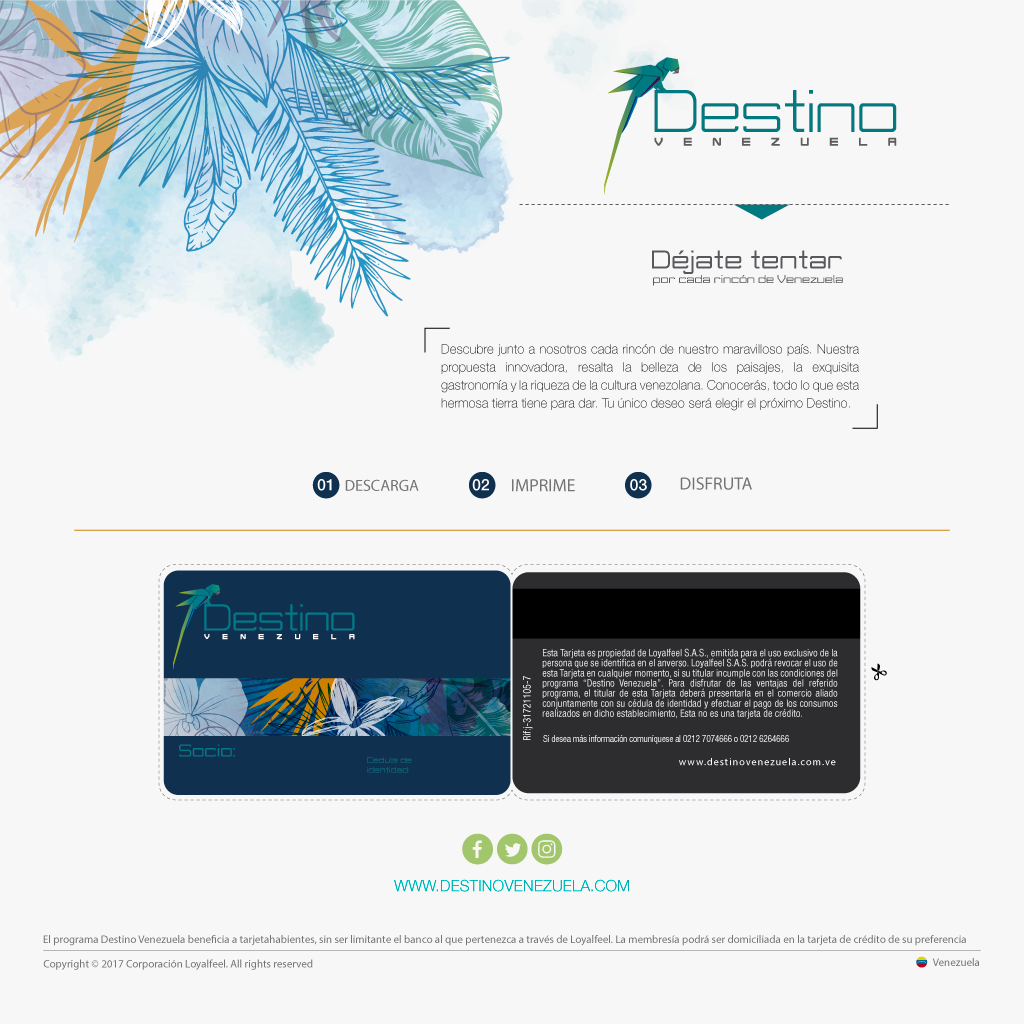 Destino
VENEZUELA
Déjate tentar
por cada rincón de Venezuela
Descubre junto a nosotros cada rincón de nuestro maravilloso país. Nuestra
propuesta innovadora, resalta la belleza de los paisajes, la exquisita
gastronomía y la riqueza de la cultura venezolana. Conocerás, todo lo que esta
hermosa tierra tiene para dar. Tu único deseo será elegir el próximo Destino.
01 DESCARGA 02 IMPRIME 03 DISFRUTA
Destino
VENEZUELA
Socio:
Cedula de
identidad
Esta Tarjeta es propiedad de Loyalfeel S.A.S., emitida para el uso exclusivo de la
persona que se identifica en el anverso. Loyalfeel S.A.S. podrá revocar el uso de
esta Tarjeta en cualquier momento, si su titular incumple con las condiciones del
programa “Destino Venezuela”. Para disfrutar de las ventajas del referido
programa, el titular de esta Tarjeta deberá presentarla en el comercio aliado
conjuntamente con su cédula de identidad y efectuar el pago de los consumos
realizados en dicho establecimiento, Esta no es una tarjeta de crédito.
Rif:j-31721105-7
Si desea más información comuníquese al 0212 7074666 o 0212 6264666
www.destinovenezuela.com.ve
WWW.DESTINOVENEZUELA.COM
El programa Destino Venezuela beneficia a tarjetahabientes, sin ser limitante el banco al que pertenezca a través de Loyalfeel. La membresía podrá ser domiciliada en la tarjeta de crédito de su preferencia
Copyright © 2017 Corporación Loyalfeel. All rights reserved
Venezuela